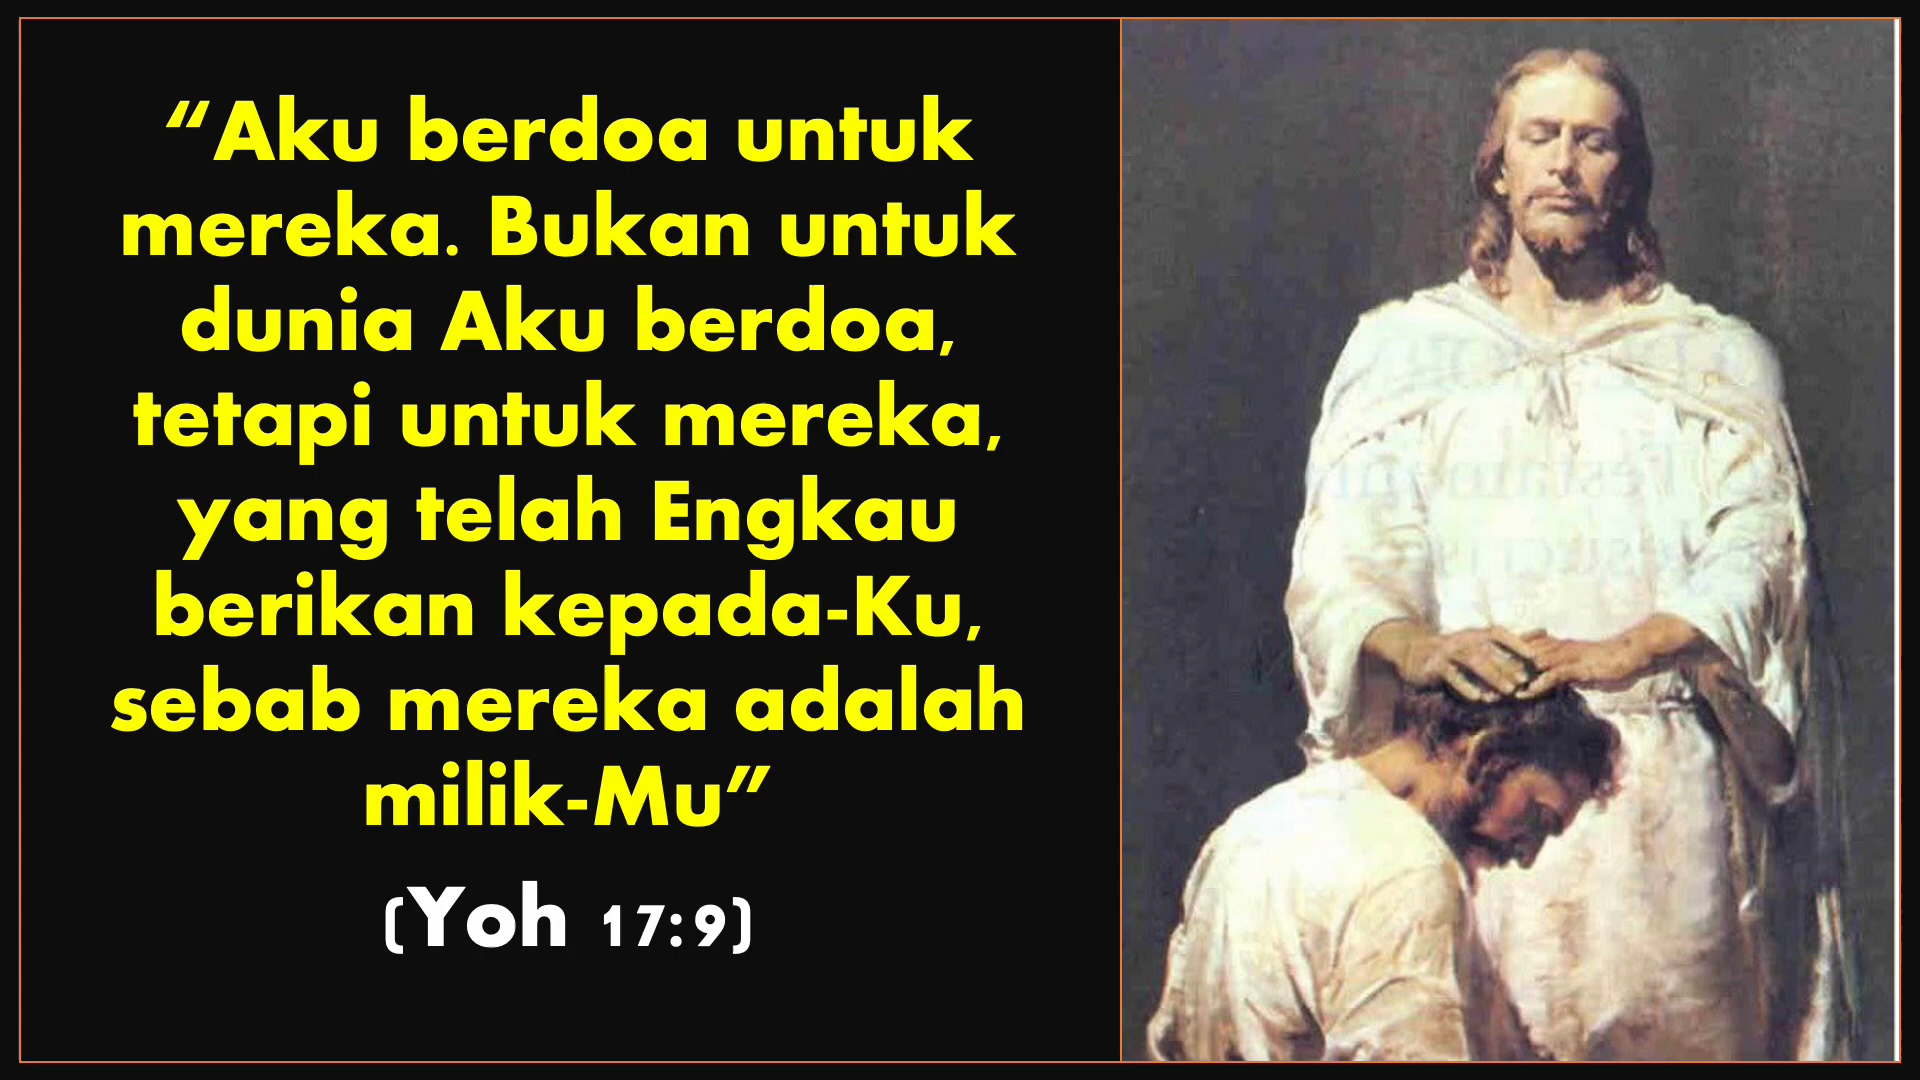 “Aku berdoa untuk
mereka. Bukan untuk
dunia Aku berdoa,
tetapi untuk mereka,
yang telah Engkau
berikan kepada-Ku,
sebab mereka adalah
milik-Mu”
(Yoh 17:9)